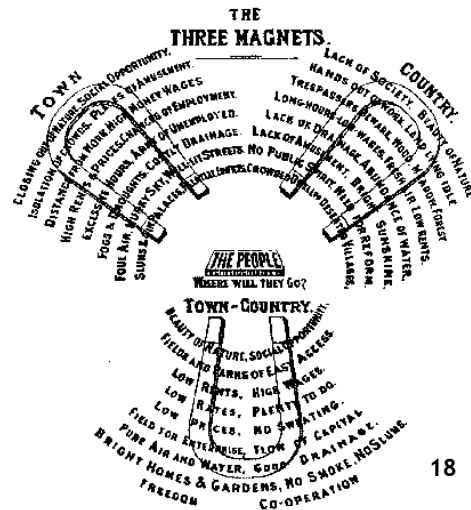 THE
THREE MAGNETS.
TOWN
CLOSING OUT OF NATURE. SOCIAL OPPORTUNITY.
ISOLATION OF CROWDS. PLACES OF AMUSEMENT.
DISTANCE FROM WORK. HIGH MONEY WAGES
HIGH RENTS & PRICES. CHANCES OF EMPLOYMENT.
EXCESSIVE HOURS. ARMY OF UNEMPLOYED.
FOGS & DROUGHTS. COSTLY DRAINAGE.
FOUL AIR. MURKY SKY. WELL-LIT STREETS.
SLUMS & GIN PALACES. EDIFICES.
COUNTRY.
LACK OF SOCIETY. BEAUTY OF NATURE
HANDS OUT OF WORK. LAND LYING IDLE
TRESPASSERS BEWARE. WOOD, MEADOW, FOREST
LONG HOURS LOW WAGES. FRESH AIR LOW RENTS.
LACK OF DRAINAGE. ABUNDANCE OF WATER.
LACK OF AMUSEMENT. BRIGHT SUNSHINE.
NO PUBLIC SPIRIT. NEED FOR REFORM.
CROWDED DWELLINGS DESERTED VILLAGES,
THE PEOPLE
WHERE WILL THEY GO?
TOWN-COUNTRY.
BEAUTY OF NATURE, SOCIAL OPPORTUNITY.
FIELDS AND PARKS OF EASY ACCESS.
LOW RENTS, HIGH WAGES.
LOW RATES, PLENTY TO DO.
LOW PRICES, NO SWEATING.
FIELD FOR ENTERPRISE, FLOW OF CAPITAL
PURE AIR AND WATER, GOOD DRAINAGE.
BRIGHT HOMES & GARDENS, NO SMOKE, NO SLUMS.
FREEDOM CO-OPERATION
18